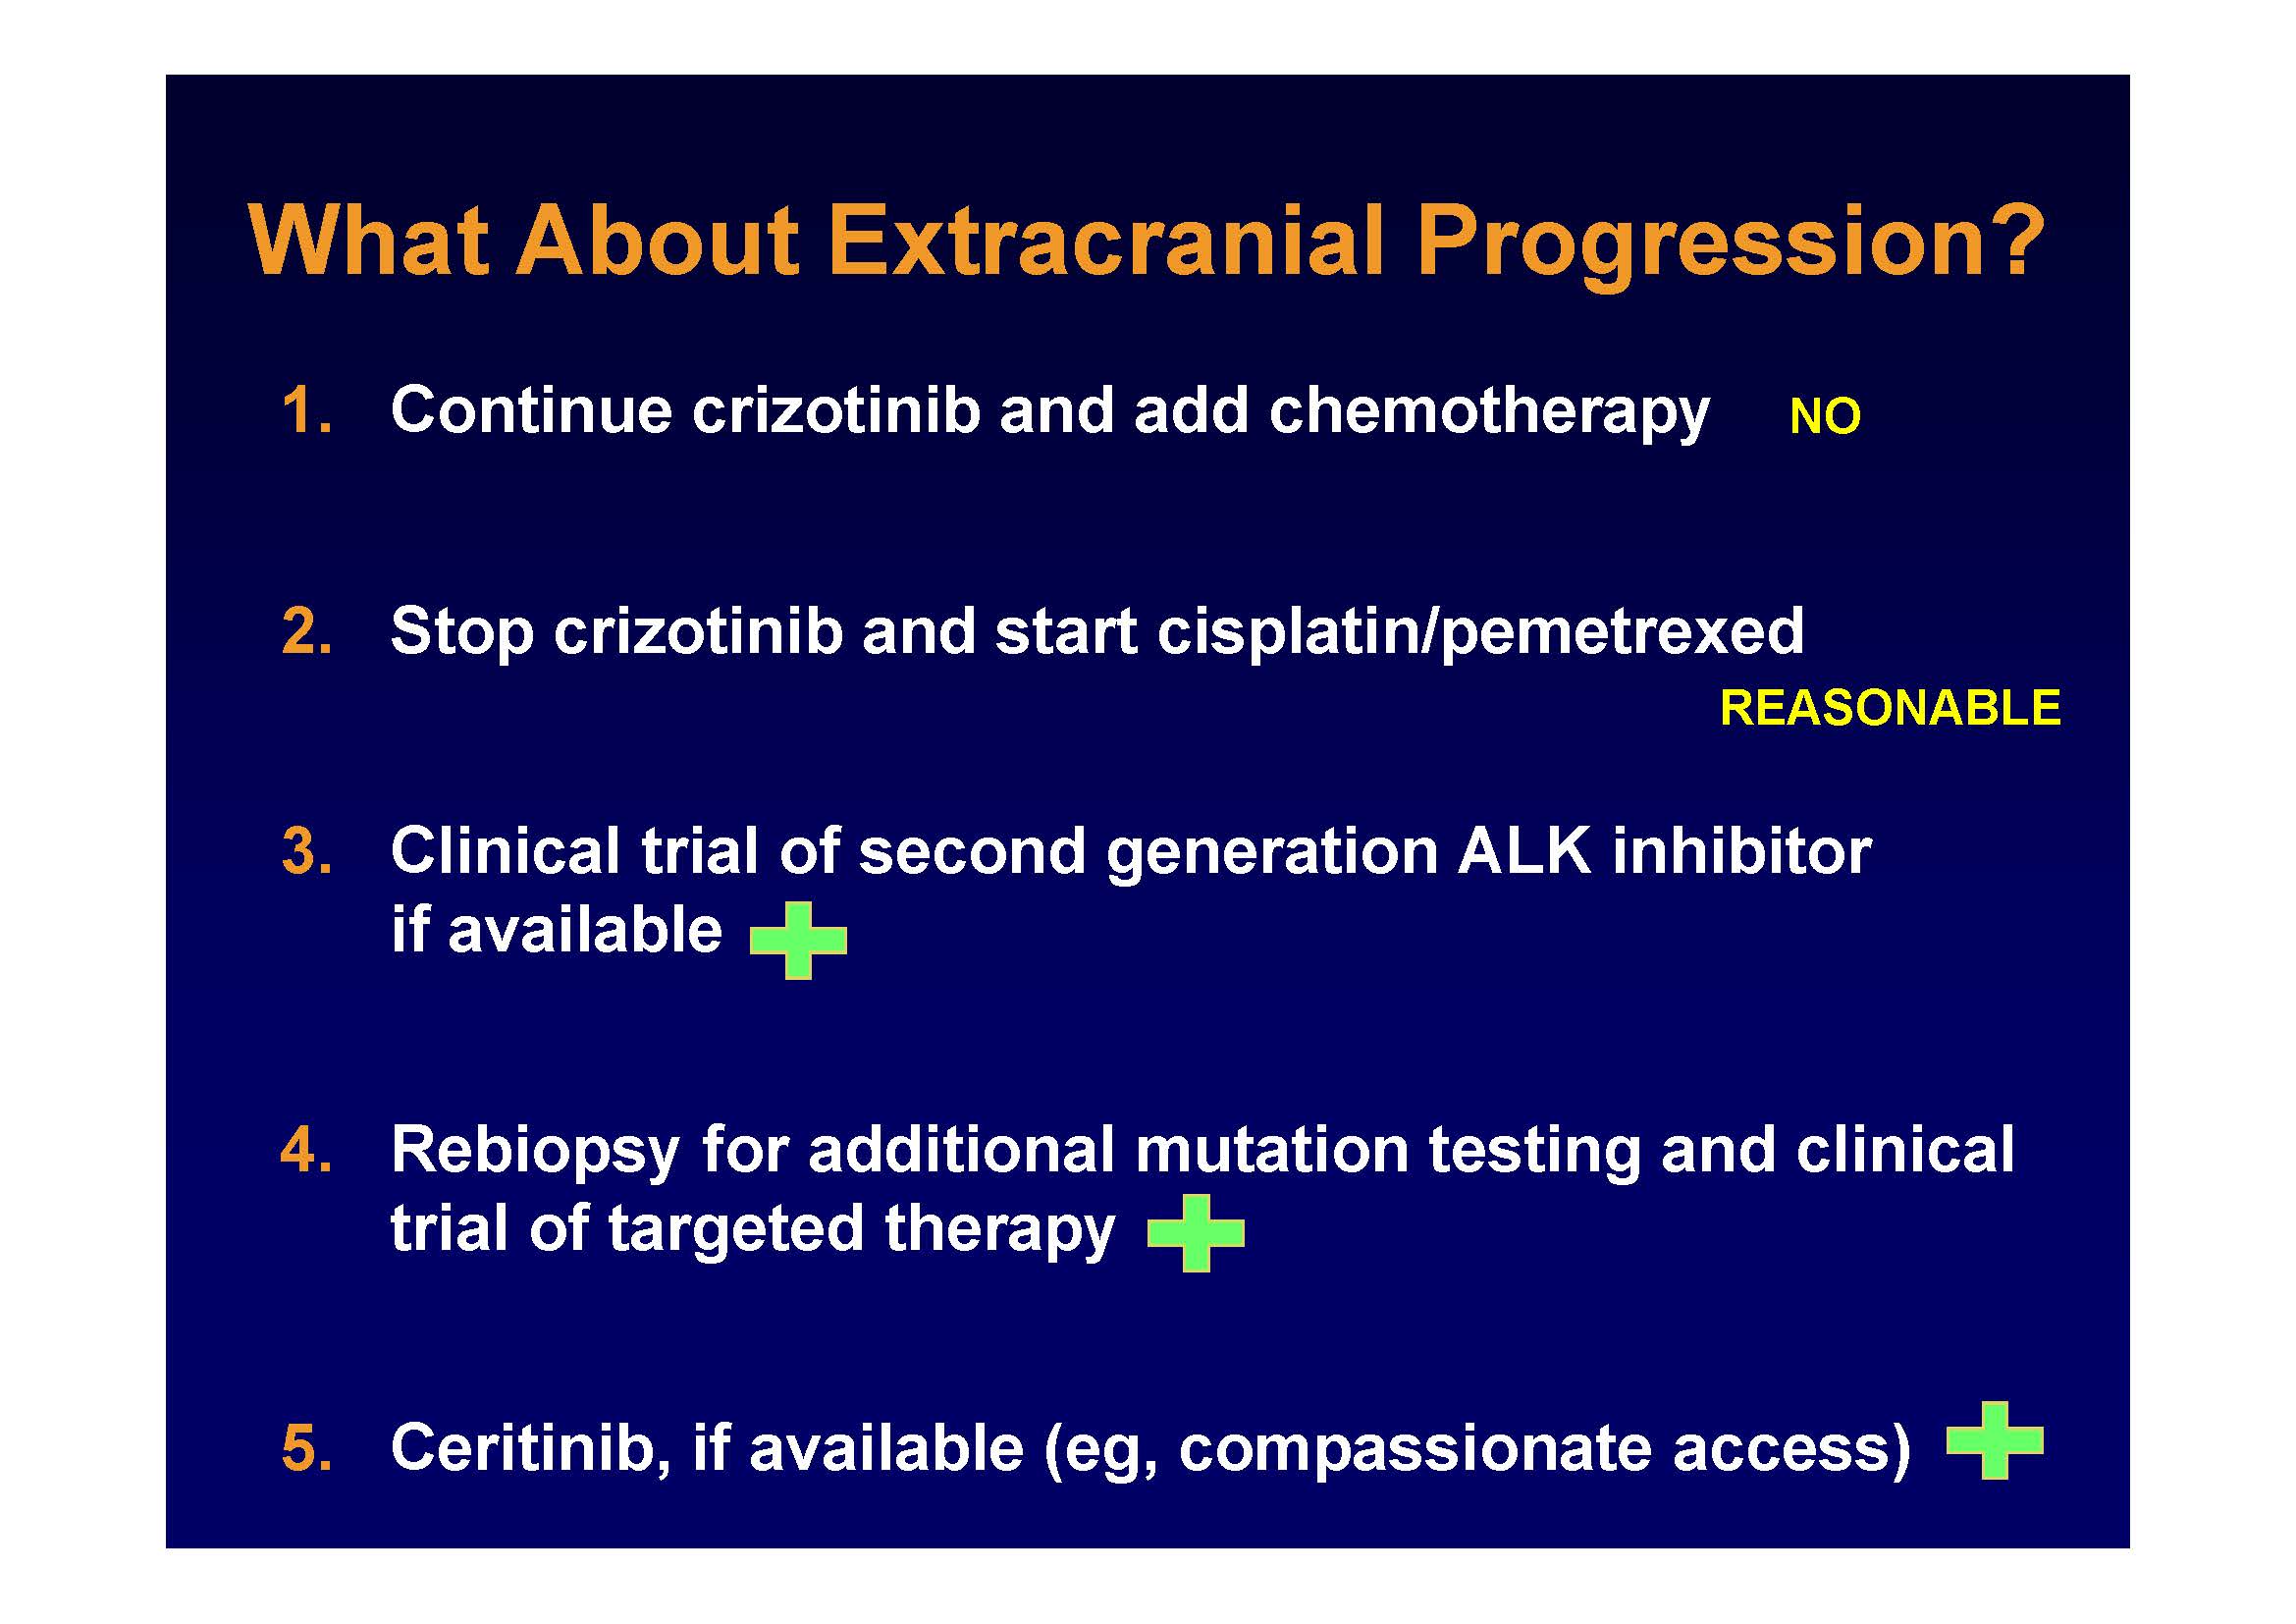 What About Extracranial Progression?
1. Continue crizotinib and add chemotherapy NO
2. Stop crizotinib and start cisplatin/pemetrexed
REASONABLE
3. Clinical trial of second generation ALK inhibitor
if available
4. Rebiopsy for additional mutation testing and clinical
trial of targeted therapy
5. Ceritinib, if available (eg, compassionate access)